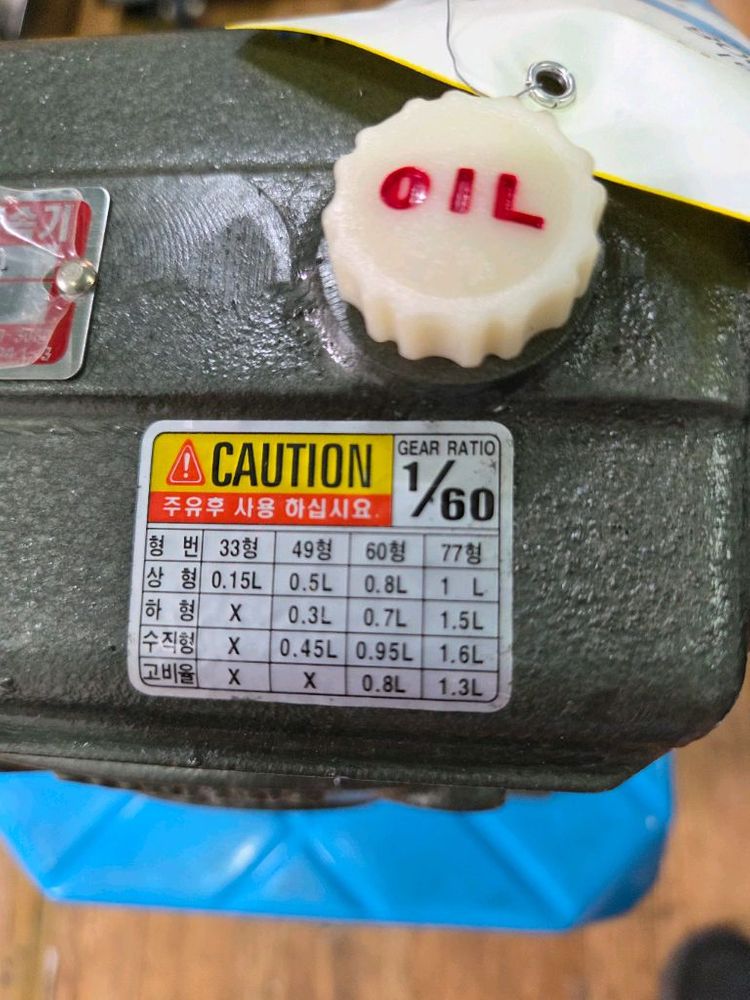 OIL
CAUTION
GEAR RATIO
1/60
주유후 사용 하십시요.
형 번 33형 49형 60형 77형
상 형 0.15L 0.5L 0.8L 1 L
하 형 X 0.3L 0.7L 1.5L
수직형 X 0.45L 0.95L 1.6L
고비율 X X 0.8L 1.3L